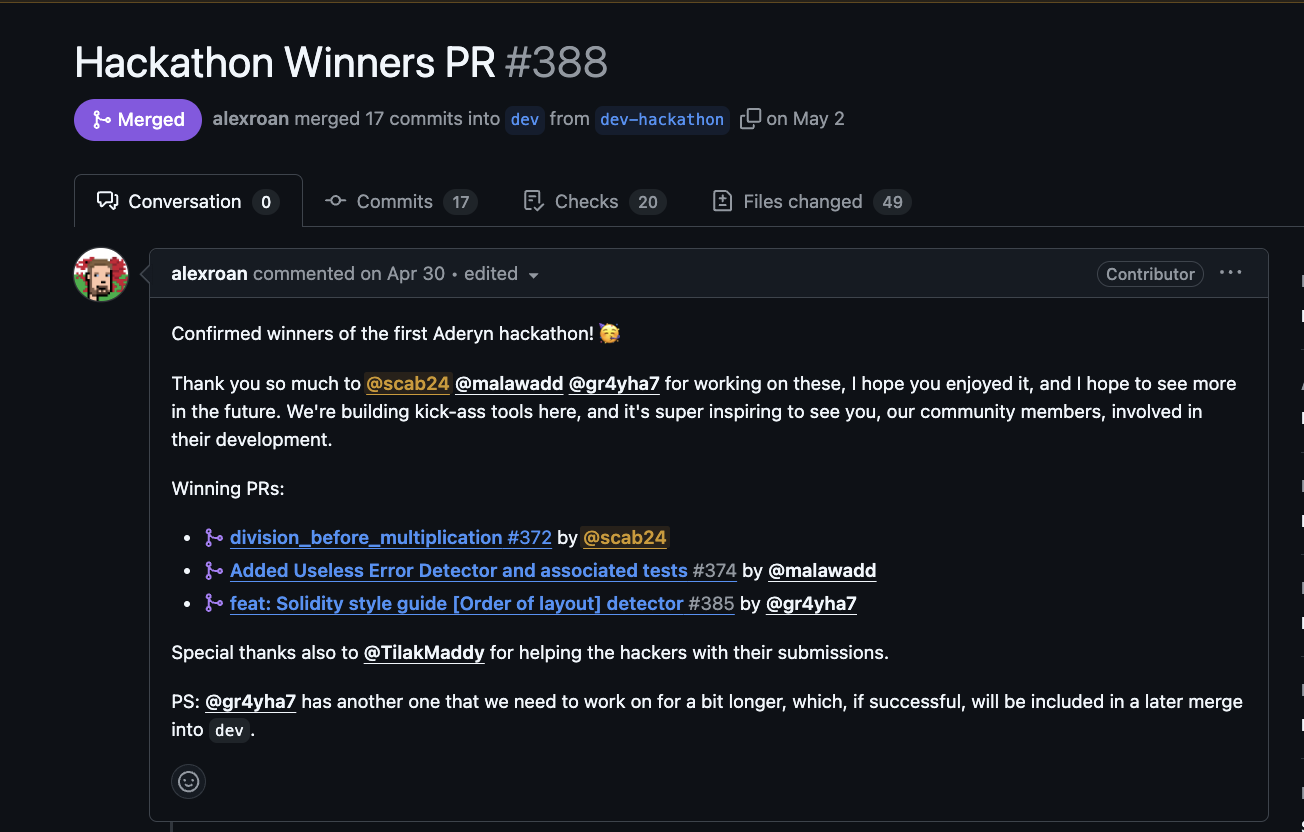 Hackathon Winners PR #388
Merged alexroan merged 17 commits into dev from dev-hackathon on May 2
Conversation 0 Commits 17 Checks 20 Files changed 49
alexroan commented on Apr 30 • edited Contributor
Confirmed winners of the first Aderyn hackathon! 🥳
Thank you so much to @scab24 @malawadd @gr4yha7 for working on these, I hope you enjoyed it, and I hope to see more
in the future. We're building kick-ass tools here, and it's super inspiring to see you, our community members, involved in
their development.
Winning PRs:
• division_before_multiplication #372 by @scab24
• Added Useless Error Detector and associated tests #374 by @malawadd
• feat: Solidity style guide [Order of layout] detector #385 by @gr4yha7
Special thanks also to @TilakMaddy for helping the hackers with their submissions.
PS: @gr4yha7 has another one that we need to work on for a bit longer, which, if successful, will be included in a later merge
into dev.